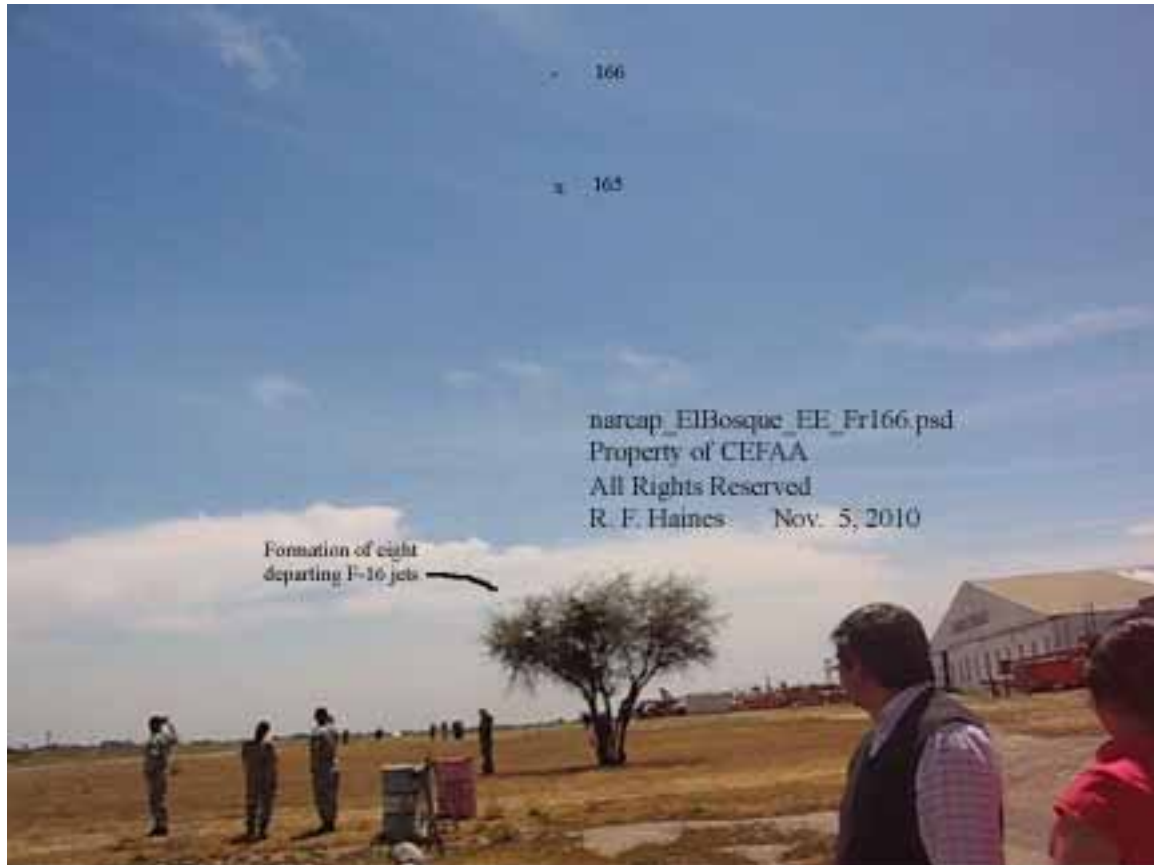 166
165
narcap_ElBosque_EE_Fr166.psd
Property of CEFAA
All Rights Reserved
R. F. Haines Nov. 5, 2010
Formation of eight
departing F-16 jets